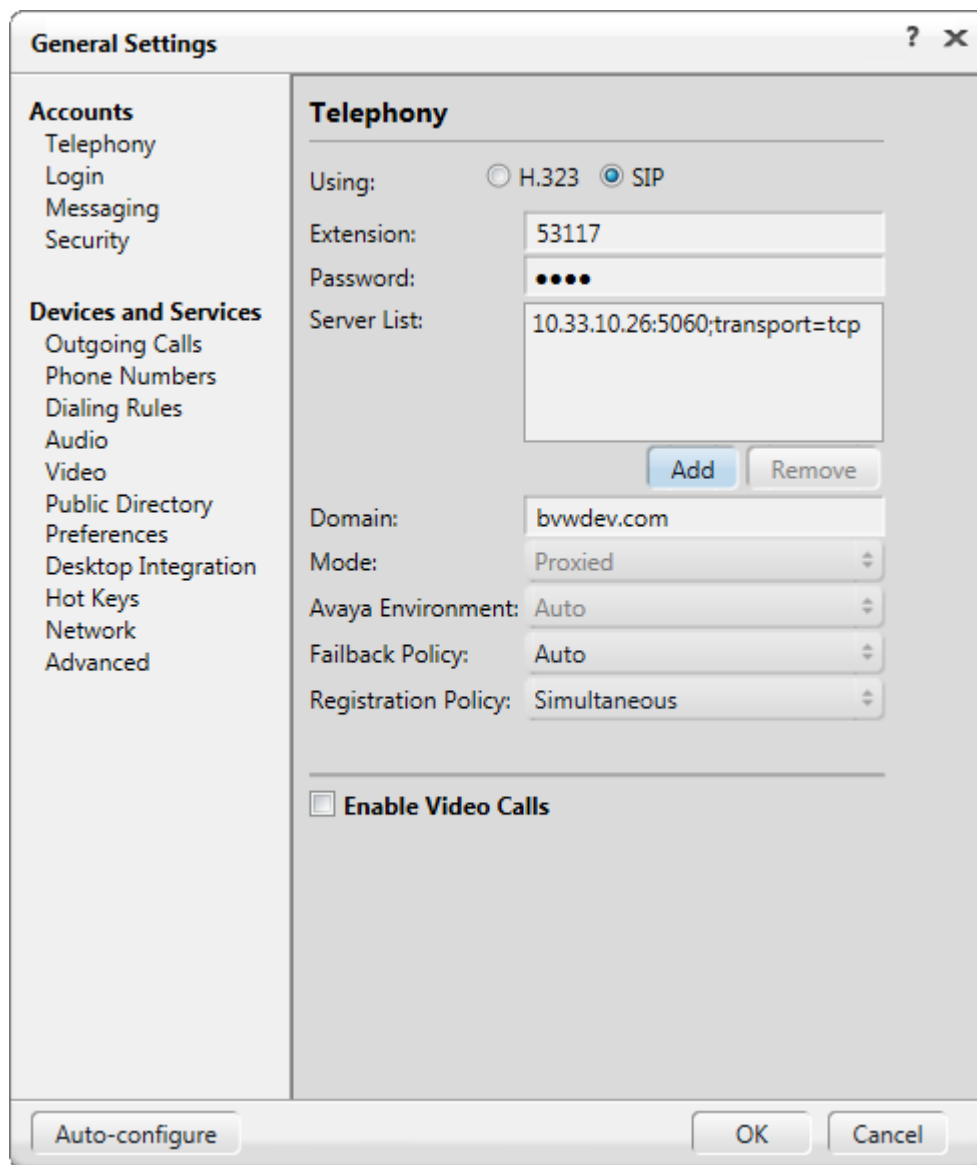 General Settings
? ×
Accounts
Telephony
Login
Messaging
Security
Devices and Services
Outgoing Calls
Phone Numbers
Dialing Rules
Audio
Video
Public Directory
Preferences
Desktop Integration
Hot Keys
Network
Advanced
Telephony
Using: H.323 SIP
Extension: 53117
Password: ••••
Server List: 10.33.10.26:5060;transport=tcp
Add Remove
Domain: bvwdev.com
Mode: Proxied
Avaya Environment: Auto
Failback Policy: Auto
Registration Policy: Simultaneous
Enable Video Calls
Auto-configure OK Cancel